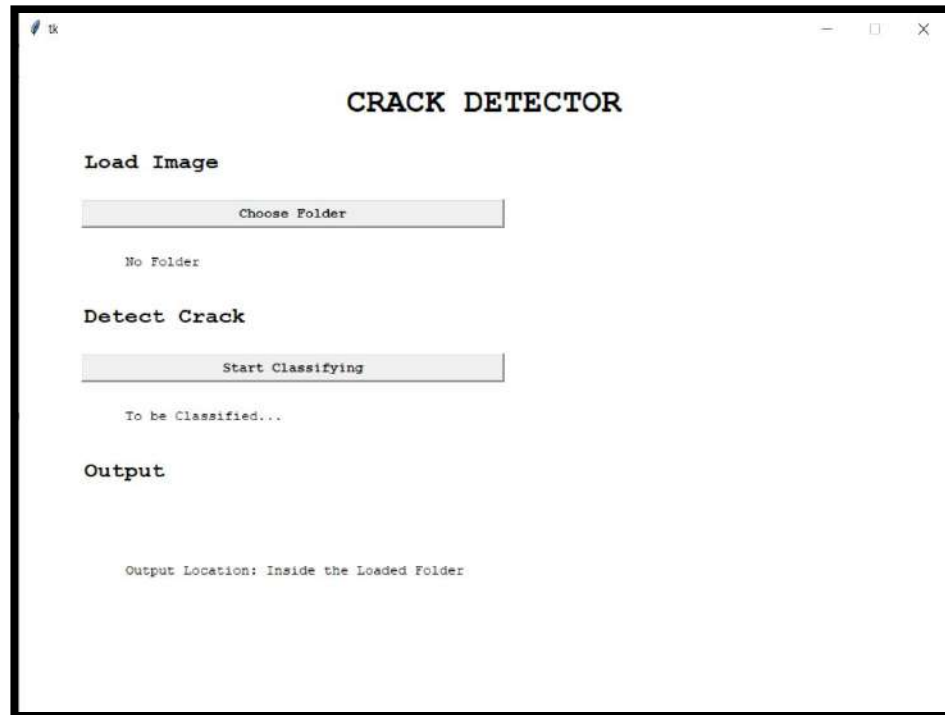 tk
CRACK DETECTOR
Load Image
Choose Folder
No Folder
Detect Crack
Start Classifying
To be Classified...
Output
Output Location: Inside the Loaded Folder